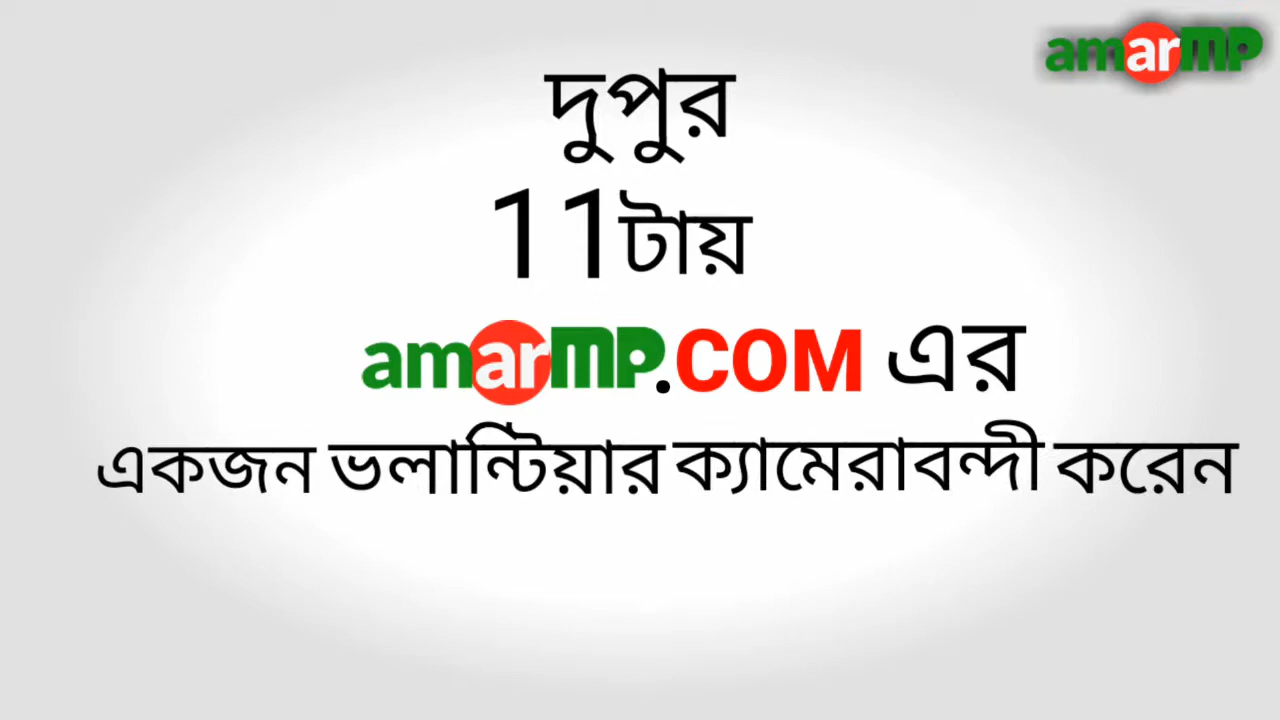 amarMP
দুপুর
11টায়
amarMP.COM এর
একজন ভলান্টিয়ার ক্যামেরাবন্দী করেন